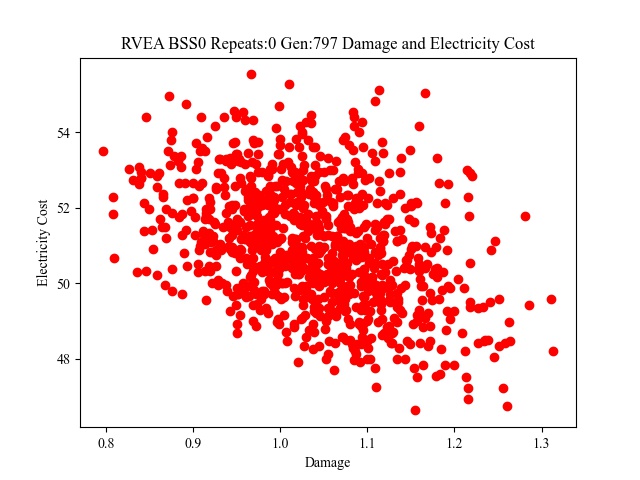 RVEA BSS0 Repeats:0 Gen:797 Damage and Electricity Cost
54
52
50
48
Electricity Cost
0.8 0.9 1.0 1.1 1.2 1.3
Damage